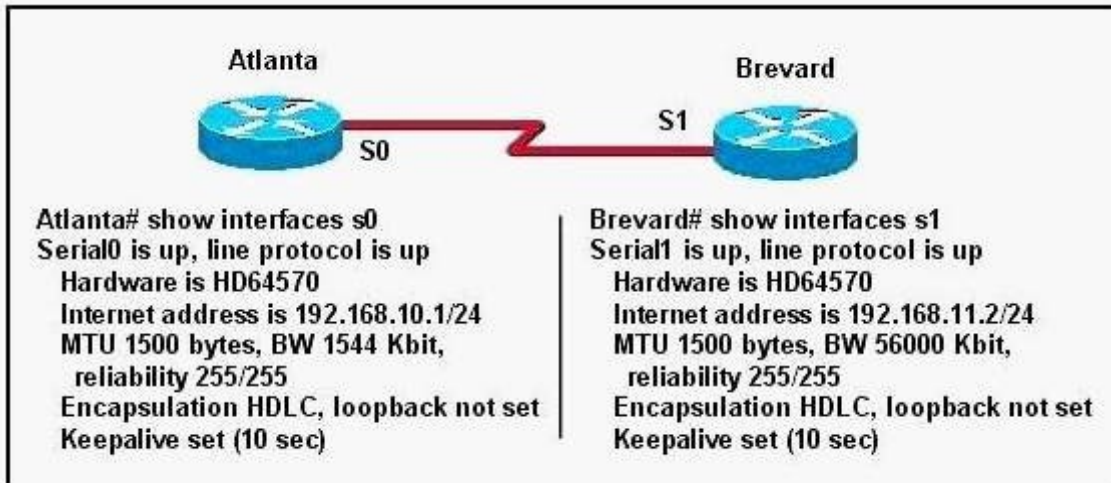 Atlanta
Brevard
S0
S1
Atlanta# show interfaces s0
Serial0 is up, line protocol is up
Hardware is HD64570
Internet address is 192.168.10.1/24
MTU 1500 bytes, BW 1544 Kbit,
reliability 255/255
Encapsulation HDLC, loopback not set
Keepalive set (10 sec)
Brevard# show interfaces s1
Serial1 is up, line protocol is up
Hardware is HD64570
Internet address is 192.168.11.2/24
MTU 1500 bytes, BW 56000 Kbit,
reliability 255/255
Encapsulation HDLC, loopback not set
Keepalive set (10 sec)